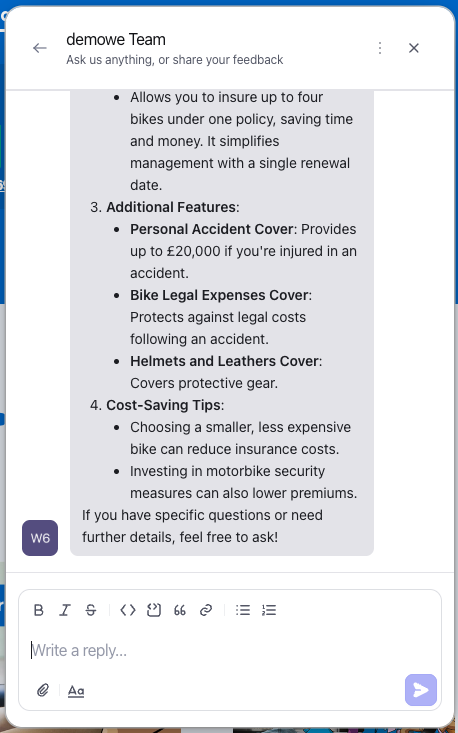 demowe Team
Ask us anything, or share your feedback
• Allows you to insure up to four
bikes under one policy, saving time
and money. It simplifies
management with a single renewal
date.
3. Additional Features:
• Personal Accident Cover: Provides
up to £20,000 if you're injured in an
accident.
• Bike Legal Expenses Cover:
Protects against legal costs
following an accident.
• Helmets and Leathers Cover:
Covers protective gear.
4. Cost-Saving Tips:
• Choosing a smaller, less expensive
bike can reduce insurance costs.
• Investing in motorbike security
measures can also lower premiums.
If you have specific questions or need
further details, feel free to ask!
W6
B I S
Write a reply...
Aa